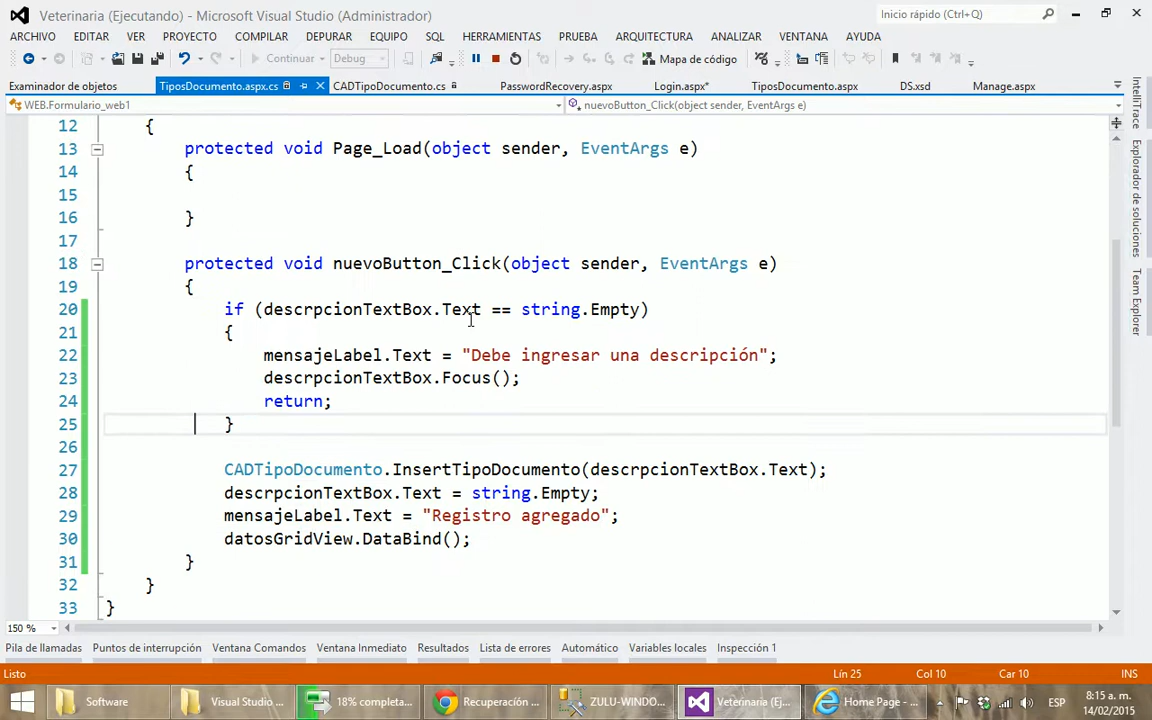 Veterinaria (Ejecutando) - Microsoft Visual Studio (Administrador)
Inicio rápido (Ctrl+Q)
ARCHIVO EDITAR VER PROYECTO COMPILAR DEPURAR EQUIPO SQL HERRAMIENTAS PRUEBA ARQUITECTURA ANALIZAR VENTANA AYUDA
Continuar Debug Mapa de código
Examinador de objetos TiposDocumento.aspx.cs CADTipoDocumento.cs PasswordRecovery.aspx Login.aspx* TiposDocumento.aspx DS.xsd Manage.aspx
WEB.Formulario_web1 nuevoButton_Click(object sender, EventArgs e)
12 {
13 protected void Page_Load(object sender, EventArgs e)
14 {
15
16 }
17
18 protected void nuevoButton_Click(object sender, EventArgs e)
19 {
20 if (descrpcionTextBox.Text == string.Empty)
21 {
22 mensajeLabel.Text = "Debe ingresar una descripción";
23 descrpcionTextBox.Focus();
24 return;
25 }
26
27 CADTipoDocumento.InsertTipoDocumento(descrpcionTextBox.Text);
28 descrpcionTextBox.Text = string.Empty;
29 mensajeLabel.Text = "Registro agregado";
30 datosGridView.DataBind();
31 }
32 }
33 }
IntelliTrace
Explorador de soluciones
Team Explorer
150 %
Pila de llamadas Puntos de interrupción Ventana Comandos Ventana Inmediato Resultados Lista de errores Automático Variables locales Inspección 1
Listo Lín 25 Col 10 Car 10 INS
Software Visual Studio ... 18% completa... Recuperación ... ZULU-WINDO... Veterinaria (Ej... Home Page - ... ESP 8:15 a. m.
14/02/2015